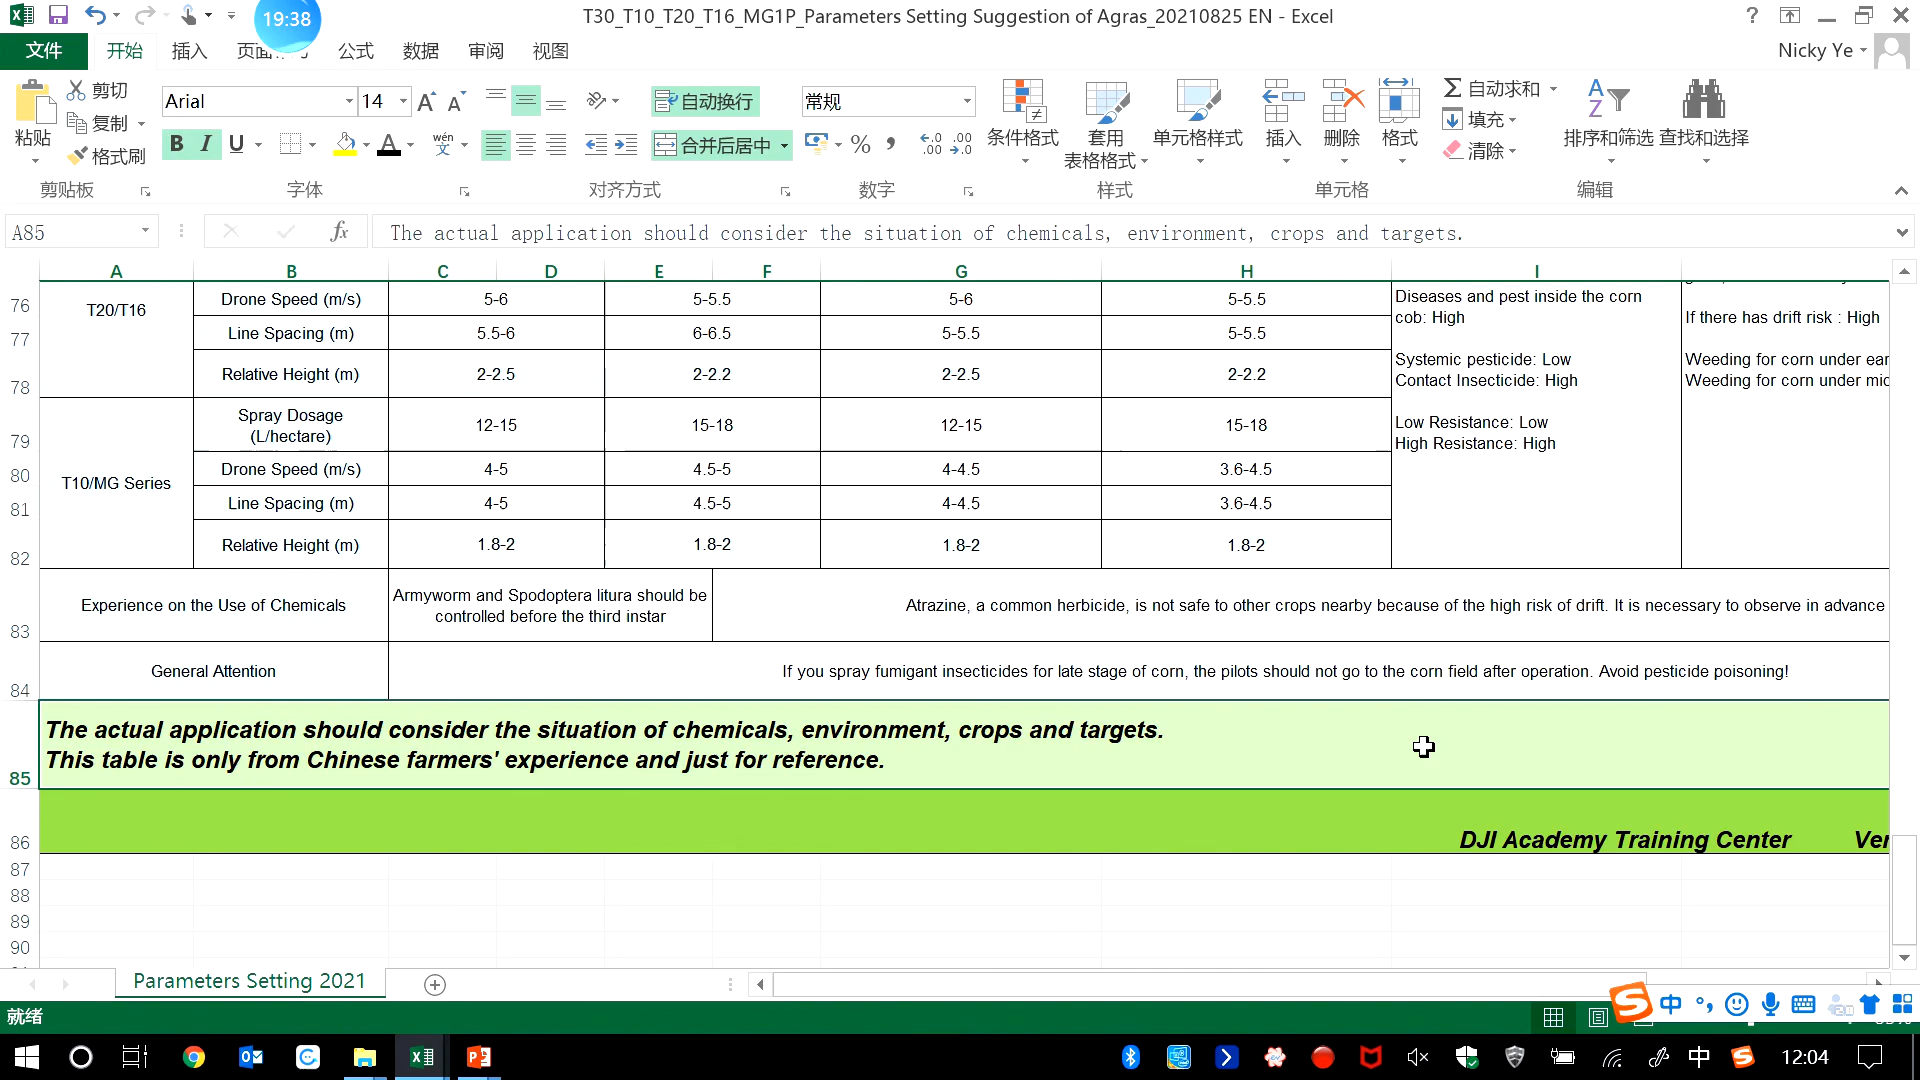 19:38
T30_T10_T20_T16_MG1P_Parameters Setting Suggestion of Agras_20210825 EN - Excel
?
文件 开始 插入 页面 公式 数据 审阅 视图
Nicky Ye
粘贴
剪切
复制
格式刷
剪贴板
Arial 14
B I U wén 文 A
字体
自动换行
合并后居中
对齐方式
常规
%
数字
条件格式
套用
表格格式
单元格样式
样式
插入
删除
格式
单元格
自动求和
填充
清除
排序和筛选
查找和选择
编辑
A85 fx The actual application should consider the situation of chemicals, environment, crops and targets.
A B C D E F G H I
76 T20/T16 Drone Speed (m/s) 5-6 5-5.5 5-6 5-5.5
77 Line Spacing (m) 5.5-6 6-6.5 5-5.5 5-5.5
78 Relative Height (m) 2-2.5 2-2.2 2-2.5 2-2.2
Diseases and pest inside the corn
cob: High
Systemic pesticide: Low
Contact Insecticide: High
Low Resistance: Low
High Resistance: High
If there has drift risk : High
Weeding for corn under ear
Weeding for corn under mic
79 T10/MG Series Spray Dosage
(L/hectare) 12-15 15-18 12-15 15-18
80 Drone Speed (m/s) 4-5 4.5-5 4-4.5 3.6-4.5
81 Line Spacing (m) 4-5 4.5-5 4-4.5 3.6-4.5
82 Relative Height (m) 1.8-2 1.8-2 1.8-2 1.8-2
83 Experience on the Use of Chemicals
Armyworm and Spodoptera litura should be
controlled before the third instar
Atrazine, a common herbicide, is not safe to other crops nearby because of the high risk of drift. It is necessary to observe in advance
84 General Attention If you spray fumigant insecticides for late stage of corn, the pilots should not go to the corn field after operation. Avoid pesticide poisoning!
The actual application should consider the situation of chemicals, environment, crops and targets.
This table is only from Chinese farmers' experience and just for reference.
85
86 DJI Academy Training Center Ver
87
88
89
90
Parameters Setting 2021
就绪
中
中 12:04